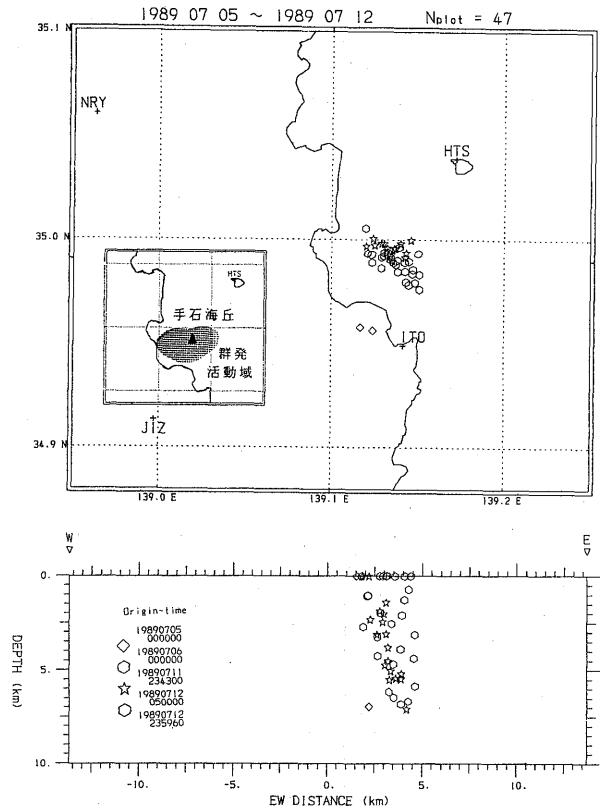 1989 07 05 ~ 1989 07 12 Nplot = 47
35.1 N
NRY
HTS
35.0 N
HTS
手石海丘
群発
活動域
ITO
JIZ
34.9 N
139.0 E 139.1 E 139.2 E
W E
0.
5.0
10.
DEPTH (km)
Origin-time
19890705
000000
19890706
000000
19890711
234300
19890712
050000
19890712
235960
-10. -5. 0. 5. 10.
EW DISTANCE (km)